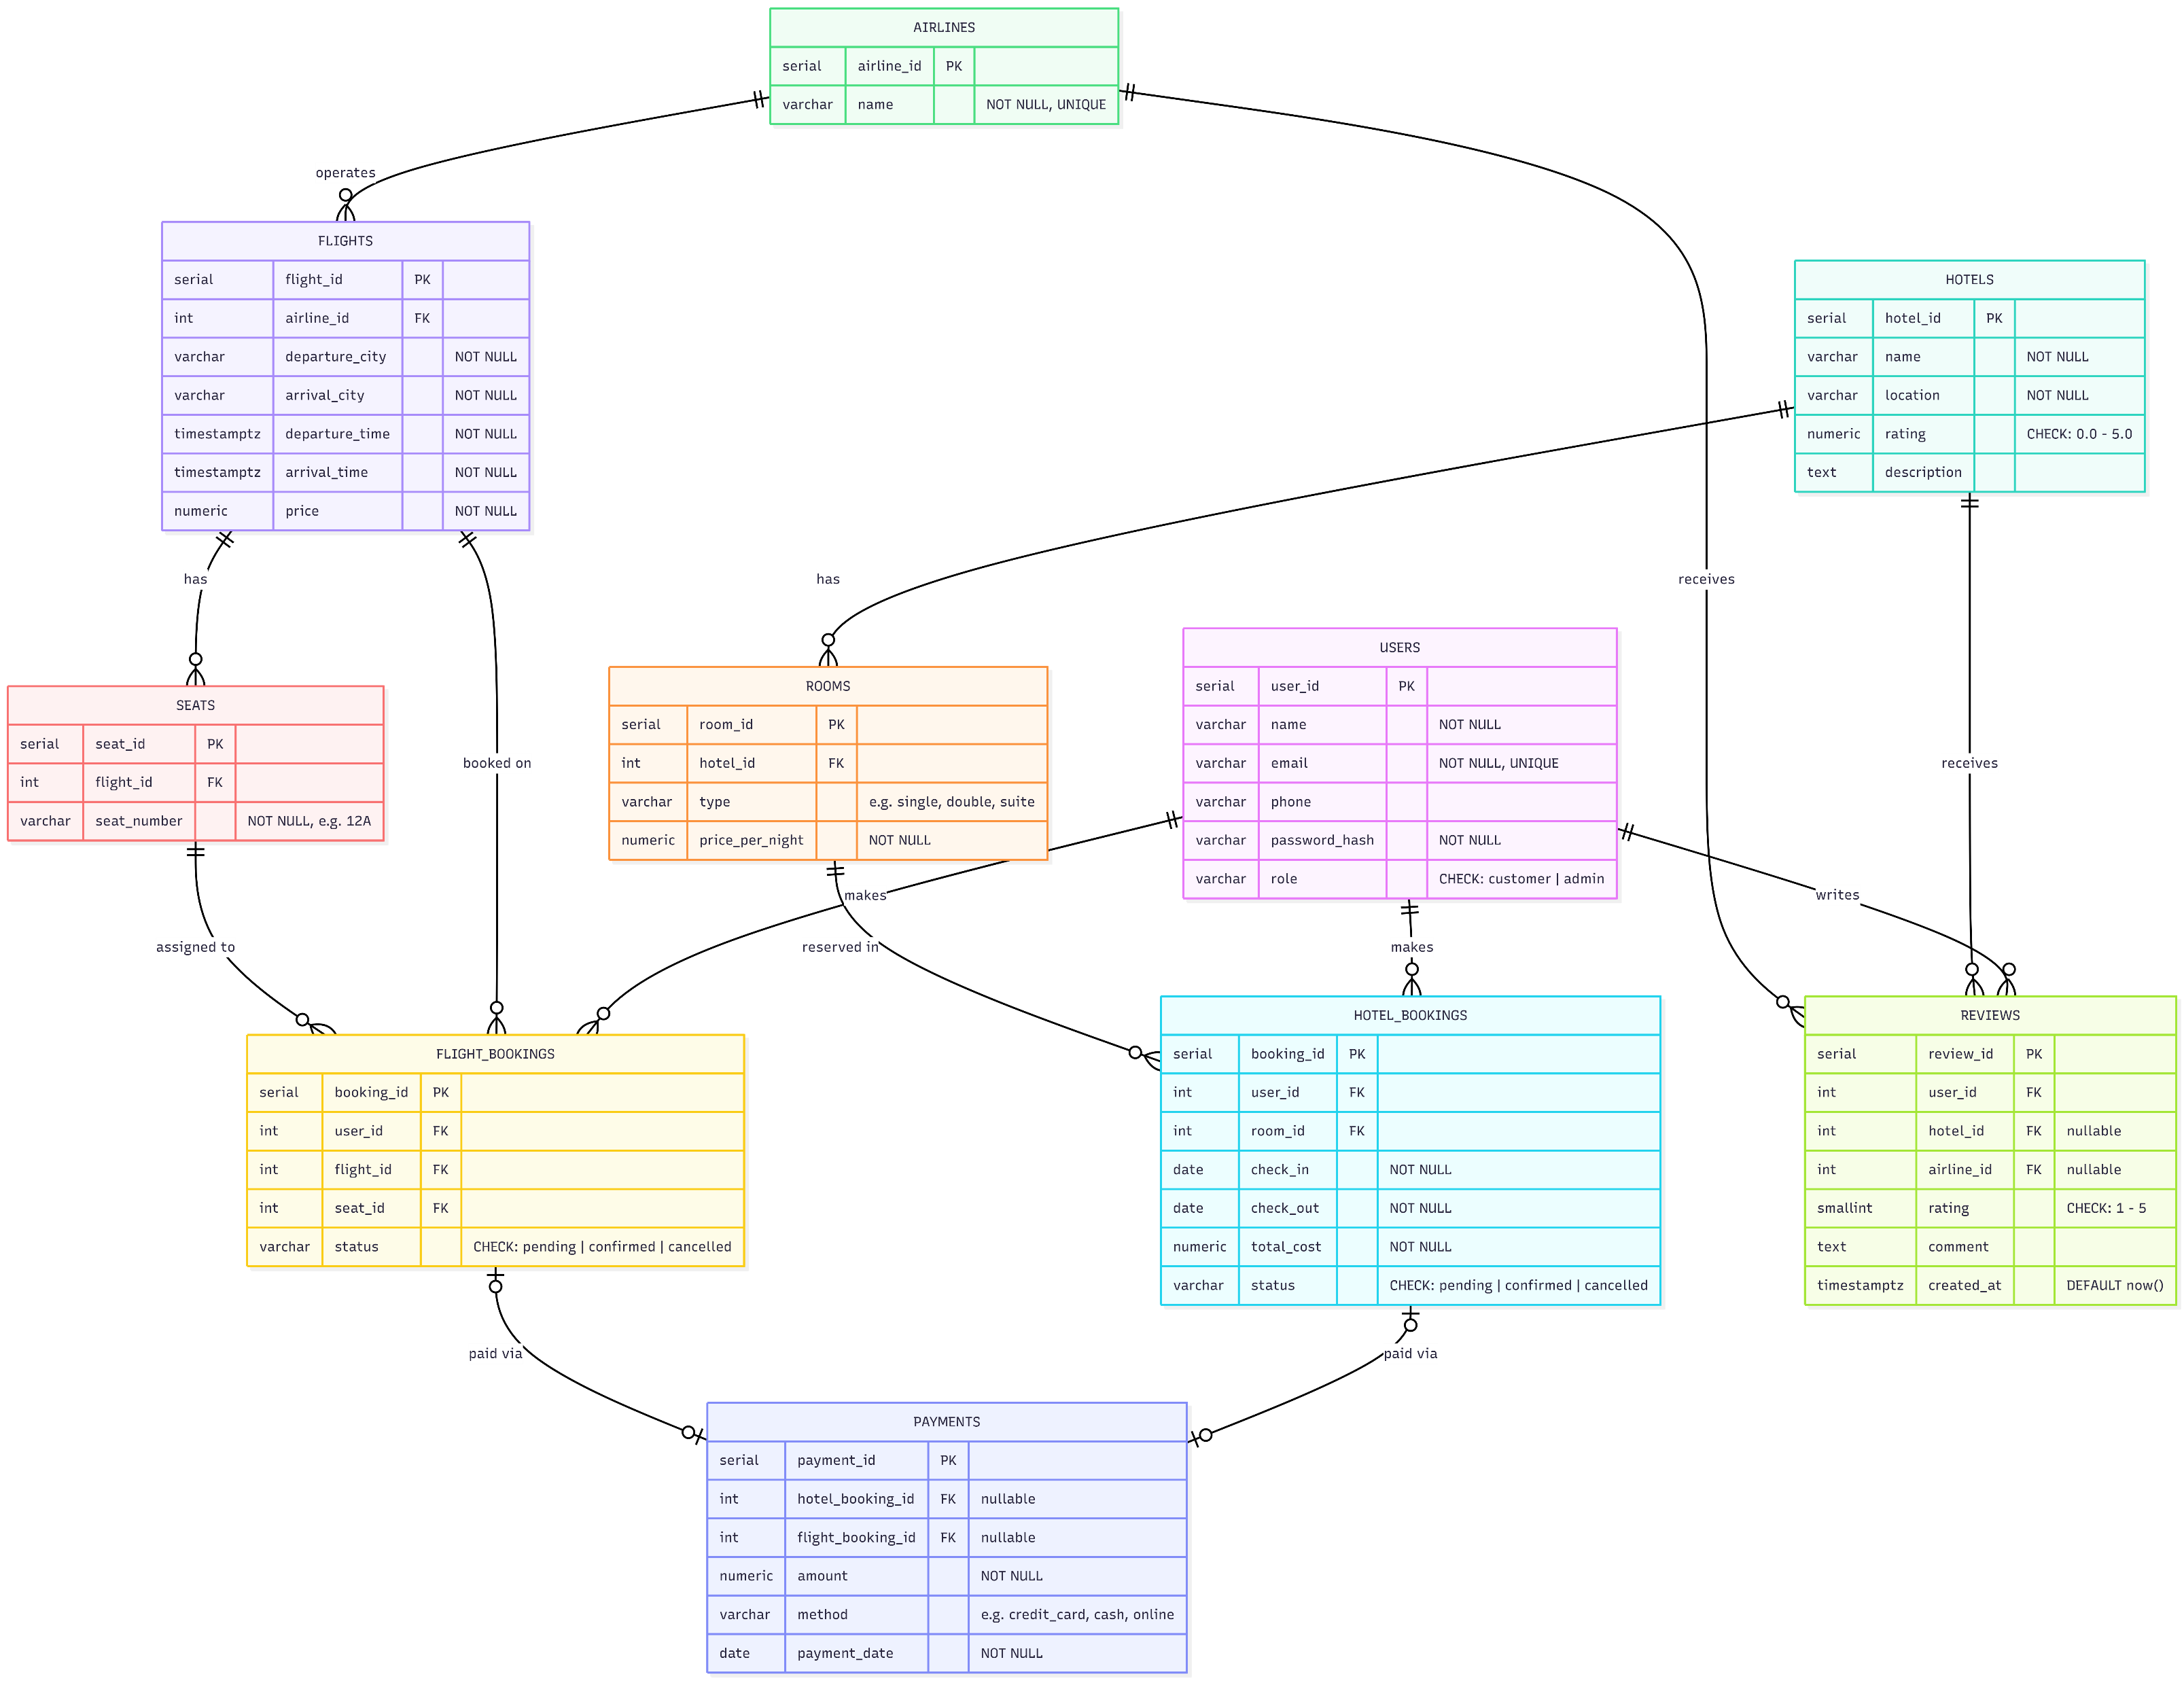 AIRLINES
serial airline_id PK
varchar name NOT NULL, UNIQUE
operates
FLIGHTS
serial flight_id PK
int airline_id FK
varchar departure_city NOT NULL
varchar arrival_city NOT NULL
timestamptz departure_time NOT NULL
timestamptz arrival_time NOT NULL
numeric price NOT NULL
HOTELS
serial hotel_id PK
varchar name NOT NULL
varchar location NOT NULL
numeric rating CHECK: 0.0 - 5.0
text description
has
has
receives
SEATS
serial seat_id PK
int flight_id FK
varchar seat_number NOT NULL, e.g. 12A
booked on
ROOMS
serial room_id PK
int hotel_id FK
varchar type e.g. single, double, suite
numeric price_per_night NOT NULL
USERS
serial user_id PK
varchar name NOT NULL
varchar email NOT NULL, UNIQUE
varchar phone
varchar password_hash NOT NULL
varchar role CHECK: customer | admin
receives
makes
writes
assigned to
reserved in
makes
FLIGHT_BOOKINGS
serial booking_id PK
int user_id FK
int flight_id FK
int seat_id FK
varchar status CHECK: pending | confirmed | cancelled
HOTEL_BOOKINGS
serial booking_id PK
int user_id FK
int room_id FK
date check_in NOT NULL
date check_out NOT NULL
numeric total_cost NOT NULL
varchar status CHECK: pending | confirmed | cancelled
REVIEWS
serial review_id PK
int user_id FK
int hotel_id FK nullable
int airline_id FK nullable
smallint rating CHECK: 1 - 5
text comment
timestamptz created_at DEFAULT now()
paid via
paid via
PAYMENTS
serial payment_id PK
int hotel_booking_id FK nullable
int flight_booking_id FK nullable
numeric amount NOT NULL
varchar method e.g. credit_card, cash, online
date payment_date NOT NULL